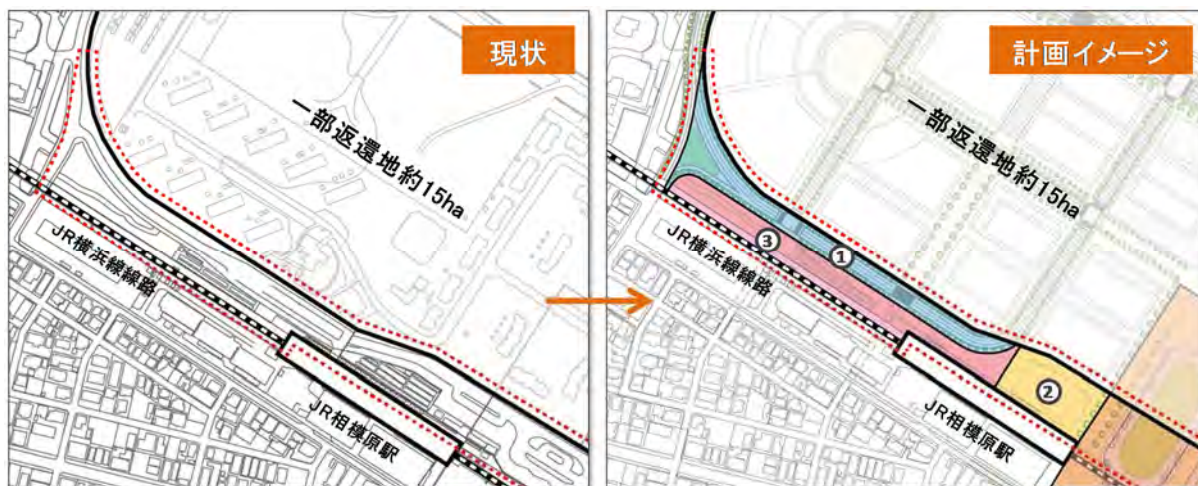 現状
一部返還地約15ha
JR横浜線線路
JR相模原駅
計画イメージ
一部返還地約15ha
③
①
JR横浜線線路
②
JR相模原駅